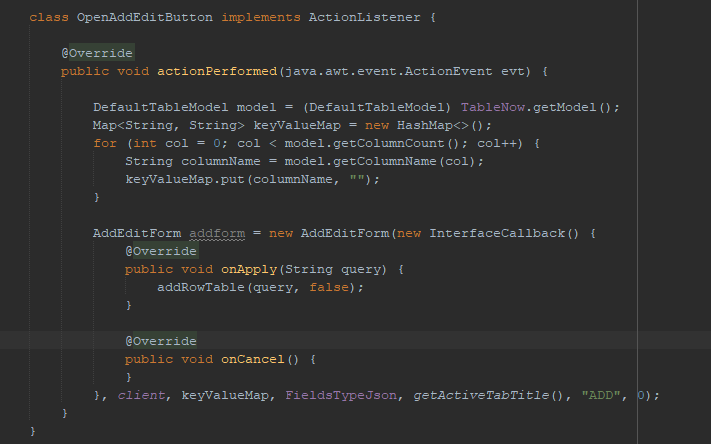 class OpenAddEditButton implements ActionListener {
@Override
public void actionPerformed(java.awt.event.ActionEvent evt) {
DefaultTableModel model = (DefaultTableModel) TableNow.getModel();
Map<String, String> keyValueMap = new HashMap<>();
for (int col = 0; col < model.getColumnCount(); col++) {
String columnName = model.getColumnName(col);
keyValueMap.put(columnName, "");
}
AddEditForm addform = new AddEditForm(new InterfaceCallback() {
@Override
public void onApply(String query) {
addRowTable(query, false);
}
@Override
public void onCancel() {
}
}, client, keyValueMap, FieldsTypeJson, getActiveTabTitle(), "ADD", 0);
}
}